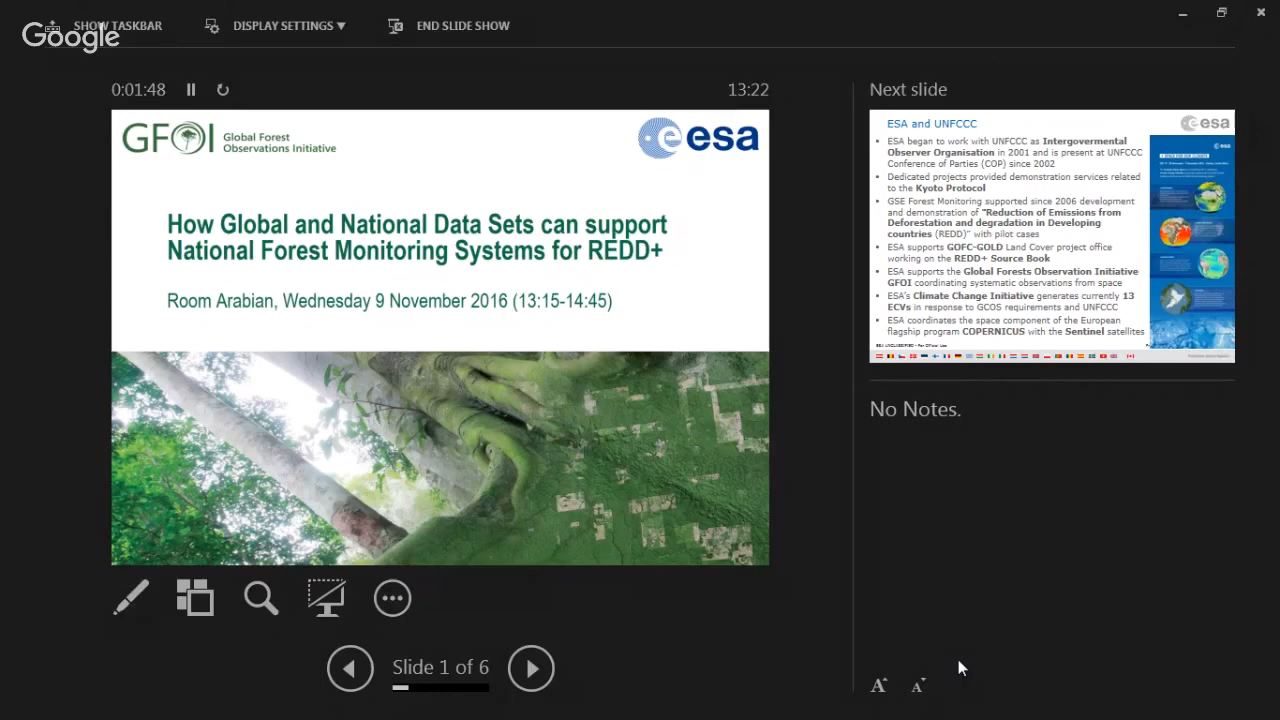 SHOW TASKBAR
DISPLAY SETTINGS ▼
END SLIDE SHOW
Google
0:01:48
13:22
GFOI Global Forest
Observations Initiative
esa
How Global and National Data Sets can support
National Forest Monitoring Systems for REDD+
Room Arabian, Wednesday 9 November 2016 (13:15-14:45)
Slide 1 of 6
Next slide
ESA and UNFCCC
esa
• ESA began to work with UNFCCC as Intergovermental
Observer Organisation in 2001 and is present at UNFCCC
Conference of Parties (COP) since 2002
• Dedicated projects provided demonstration services related
to the Kyoto Protocol
• GSE Forest Monitoring supported since 2006 development
and demonstration of "Reduction of Emissions from
Deforestation and degradation in Developing
countries (REDD)" with pilot cases
• ESA supports GOFC-GOLD Land Cover project office
working on the REDD+ Source Book
• ESA supports the Global Forests Observation Initiative
GFOI coordinating systematic observations from space
• ESA's Climate Change Initiative generates currently 13
ECVs in response to GCOS requirements and UNFCCC
• ESA coordinates the space component of the European
flagship program COPERNICUS with the Sentinel satellites
ESA UNCLASSIFIED - For Official Use
esa
No Notes.
A A